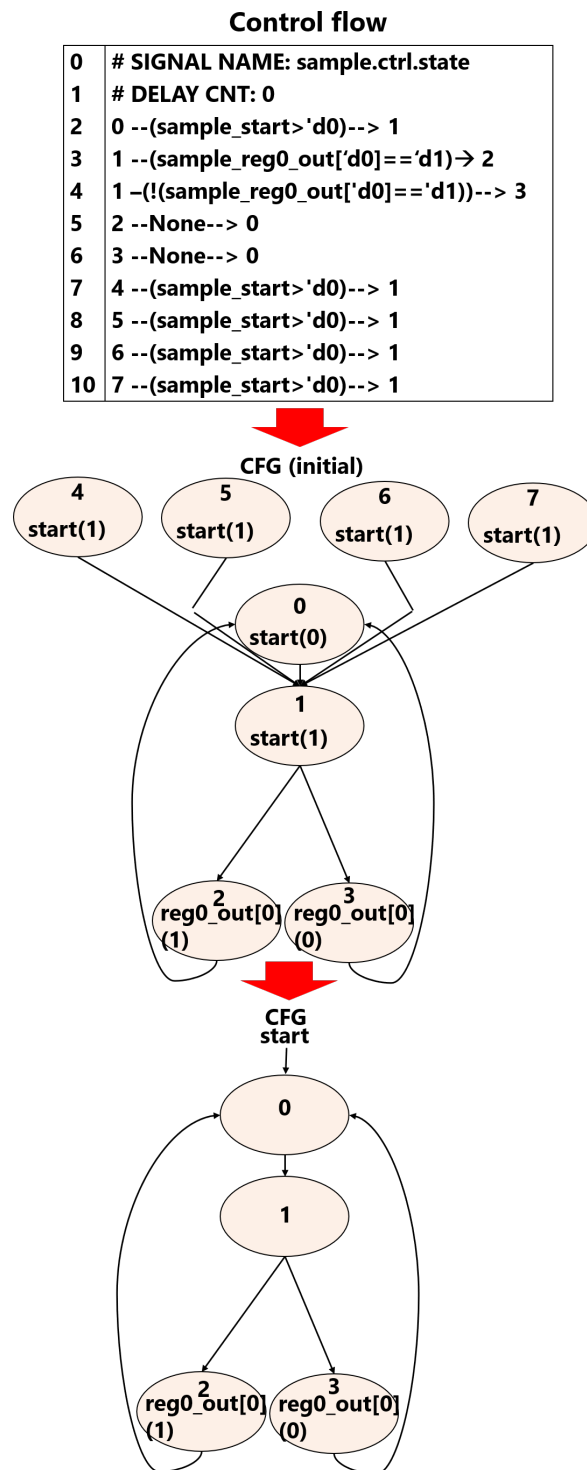 Control flow
0 # SIGNAL NAME: sample.ctrl.state
1 # DELAY CNT: 0
2 0 --(sample_start>'d0)--> 1
3 1 --(sample_reg0_out[‘d0]==‘d1)→ 2
4 1 –(!(sample_reg0_out['d0]=='d1))--> 3
5 2 --None--> 0
6 3 --None--> 0
7 4 --(sample_start>'d0)--> 1
8 5 --(sample_start>'d0)--> 1
9 6 --(sample_start>'d0)--> 1
10 7 --(sample_start>'d0)--> 1
CFG (initial)
4
start(1)
5
start(1)
6
start(1)
7
start(1)
0
start(0)
1
start(1)
2
reg0_out[0]
(1)
3
reg0_out[0]
(0)
CFG
start
0
1
2
reg0_out[0]
(1)
3
reg0_out[0]
(0)